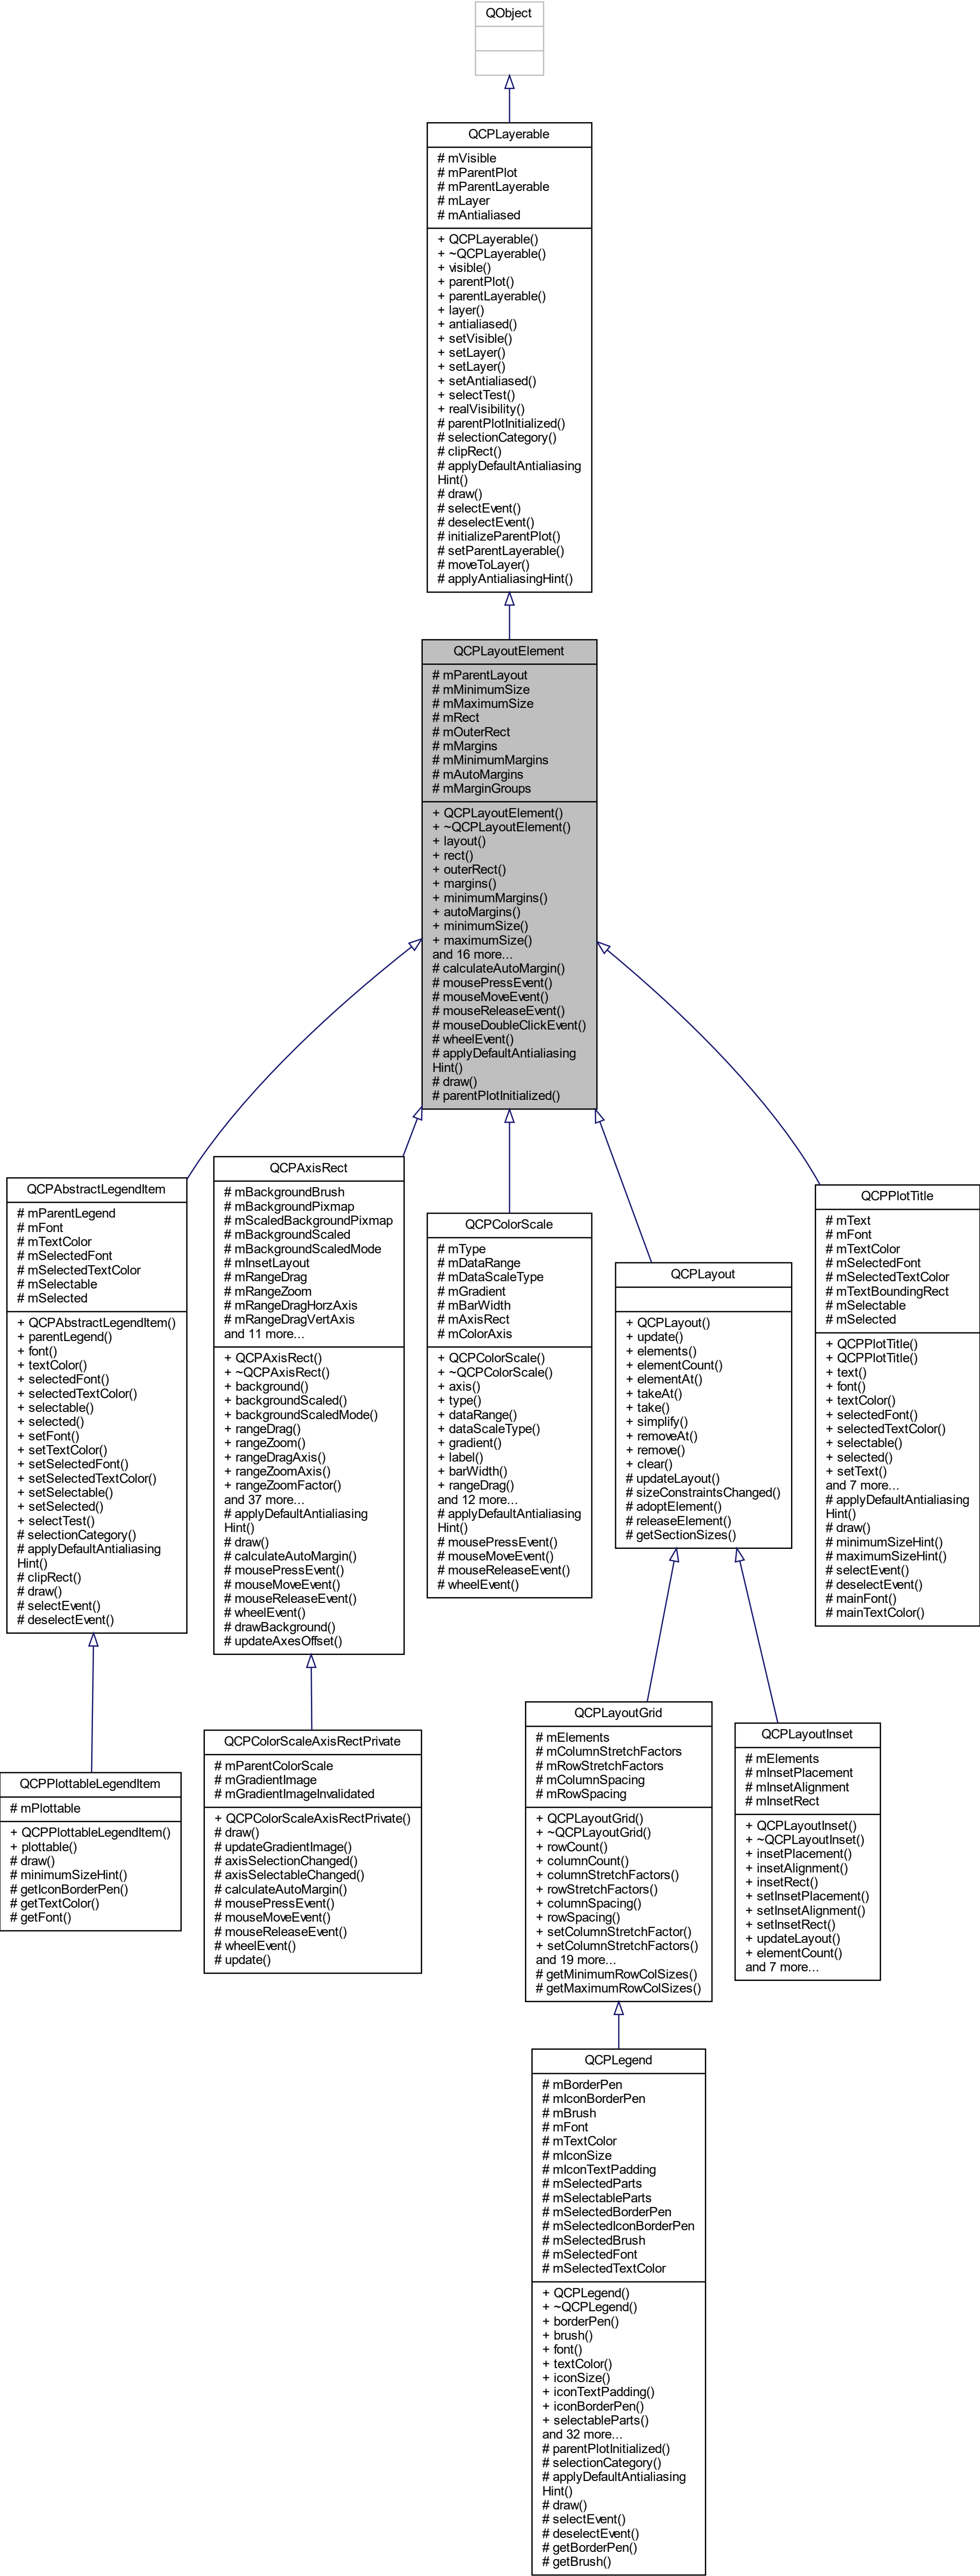 QObject
QCPLayerable
# mVisible
# mParentPlot
# mParentLayerable
# mLayer
# mAntialiased
+ QCPLayerable()
+ ~QCPLayerable()
+ visible()
+ parentPlot()
+ parentLayerable()
+ layer()
+ antialiased()
+ setVisible()
+ setLayer()
+ setLayer()
+ setAntialiased()
+ selectTest()
+ realVisibility()
# parentPlotInitialized()
# selectionCategory()
# clipRect()
# applyDefaultAntialiasing
Hint()
# draw()
# selectEvent()
# deselectEvent()
# initializeParentPlot()
# setParentLayerable()
# moveToLayer()
# applyAntialiasingHint()
QCPLayoutElement
# mParentLayout
# mMinimumSize
# mMaximumSize
# mRect
# mOuterRect
# mMargins
# mMinimumMargins
# mAutoMargins
# mMarginGroups
+ QCPLayoutElement()
+ ~QCPLayoutElement()
+ layout()
+ rect()
+ outerRect()
+ margins()
+ minimumMargins()
+ autoMargins()
+ minimumSize()
+ maximumSize()
and 16 more...
# calculateAutoMargin()
# mousePressEvent()
# mouseMoveEvent()
# mouseReleaseEvent()
# mouseDoubleClickEvent()
# wheelEvent()
# applyDefaultAntialiasing
Hint()
# draw()
# parentPlotInitialized()
QCPAbstractLegendItem
# mParentLegend
# mFont
# mTextColor
# mSelectedFont
# mSelectedTextColor
# mSelectable
# mSelected
+ QCPAbstractLegendItem()
+ parentLegend()
+ font()
+ textColor()
+ selectedFont()
+ selectedTextColor()
+ selectable()
+ selected()
+ setFont()
+ setTextColor()
+ setSelectedFont()
+ setSelectedTextColor()
+ setSelectable()
+ setSelected()
+ selectTest()
# selectionCategory()
# applyDefaultAntialiasing
Hint()
# clipRect()
# draw()
# selectEvent()
# deselectEvent()
QCPAxisRect
# mBackgroundBrush
# mBackgroundPixmap
# mScaledBackgroundPixmap
# mBackgroundScaled
# mBackgroundScaledMode
# mInsetLayout
# mRangeDrag
# mRangeZoom
# mRangeDragHorzAxis
# mRangeDragVertAxis
and 11 more...
+ QCPAxisRect()
+ ~QCPAxisRect()
+ background()
+ backgroundScaled()
+ backgroundScaledMode()
+ rangeDrag()
+ rangeZoom()
+ rangeDragAxis()
+ rangeZoomAxis()
+ rangeZoomFactor()
and 37 more...
# applyDefaultAntialiasing
Hint()
# draw()
# calculateAutoMargin()
# mousePressEvent()
# mouseMoveEvent()
# mouseReleaseEvent()
# wheelEvent()
# drawBackground()
# updateAxesOffset()
QCPColorScale
# mType
# mDataRange
# mDataScaleType
# mGradient
# mBarWidth
# mAxisRect
# mColorAxis
+ QCPColorScale()
+ ~QCPColorScale()
+ axis()
+ type()
+ dataRange()
+ dataScaleType()
+ gradient()
+ label()
+ barWidth()
+ rangeDrag()
and 12 more...
# applyDefaultAntialiasing
Hint()
# mousePressEvent()
# mouseMoveEvent()
# mouseReleaseEvent()
# wheelEvent()
QCPLayout
+ QCPLayout()
+ update()
+ elements()
+ elementCount()
+ elementAt()
+ takeAt()
+ take()
+ simplify()
+ removeAt()
+ remove()
+ clear()
# updateLayout()
# sizeConstraintsChanged()
# adoptElement()
# releaseElement()
# getSectionSizes()
QCPPlotTitle
# mText
# mFont
# mTextColor
# mSelectedFont
# mSelectedTextColor
# mTextBoundingRect
# mSelectable
# mSelected
+ QCPPlotTitle()
+ QCPPlotTitle()
+ text()
+ font()
+ textColor()
+ selectedFont()
+ selectedTextColor()
+ selectable()
+ selected()
+ setText()
and 7 more...
# applyDefaultAntialiasing
Hint()
# draw()
# minimumSizeHint()
# maximumSizeHint()
# selectEvent()
# deselectEvent()
# mainFont()
# mainTextColor()
QCPPlottableLegendItem
# mPlottable
+ QCPPlottableLegendItem()
+ plottable()
# draw()
# minimumSizeHint()
# getIconBorderPen()
# getTextColor()
# getFont()
QCPColorScaleAxisRectPrivate
# mParentColorScale
# mGradientImage
# mGradientImageInvalidated
+ QCPColorScaleAxisRectPrivate()
# draw()
# updateGradientImage()
# axisSelectionChanged()
# axisSelectableChanged()
# calculateAutoMargin()
# mousePressEvent()
# mouseMoveEvent()
# mouseReleaseEvent()
# wheelEvent()
# update()
QCPLayoutGrid
# mElements
# mColumnStretchFactors
# mRowStretchFactors
# mColumnSpacing
# mRowSpacing
+ QCPLayoutGrid()
+ ~QCPLayoutGrid()
+ rowCount()
+ columnCount()
+ columnStretchFactors()
+ rowStretchFactors()
+ columnSpacing()
+ rowSpacing()
+ setColumnStretchFactor()
+ setColumnStretchFactors()
and 19 more...
# getMinimumRowColSizes()
# getMaximumRowColSizes()
QCPLayoutInset
# mElements
# mInsetPlacement
# mInsetAlignment
# mInsetRect
+ QCPLayoutInset()
+ ~QCPLayoutInset()
+ insetPlacement()
+ insetAlignment()
+ insetRect()
+ setInsetPlacement()
+ setInsetAlignment()
+ setInsetRect()
+ updateLayout()
+ elementCount()
and 7 more...
QCPLegend
# mBorderPen
# mIconBorderPen
# mBrush
# mFont
# mTextColor
# mIconSize
# mIconTextPadding
# mSelectedParts
# mSelectableParts
# mSelectedBorderPen
# mSelectedIconBorderPen
# mSelectedBrush
# mSelectedFont
# mSelectedTextColor
+ QCPLegend()
+ ~QCPLegend()
+ borderPen()
+ brush()
+ font()
+ textColor()
+ iconSize()
+ iconTextPadding()
+ iconBorderPen()
+ selectableParts()
and 32 more...
# parentPlotInitialized()
# selectionCategory()
# applyDefaultAntialiasing
Hint()
# draw()
# selectEvent()
# deselectEvent()
# getBorderPen()
# getBrush()